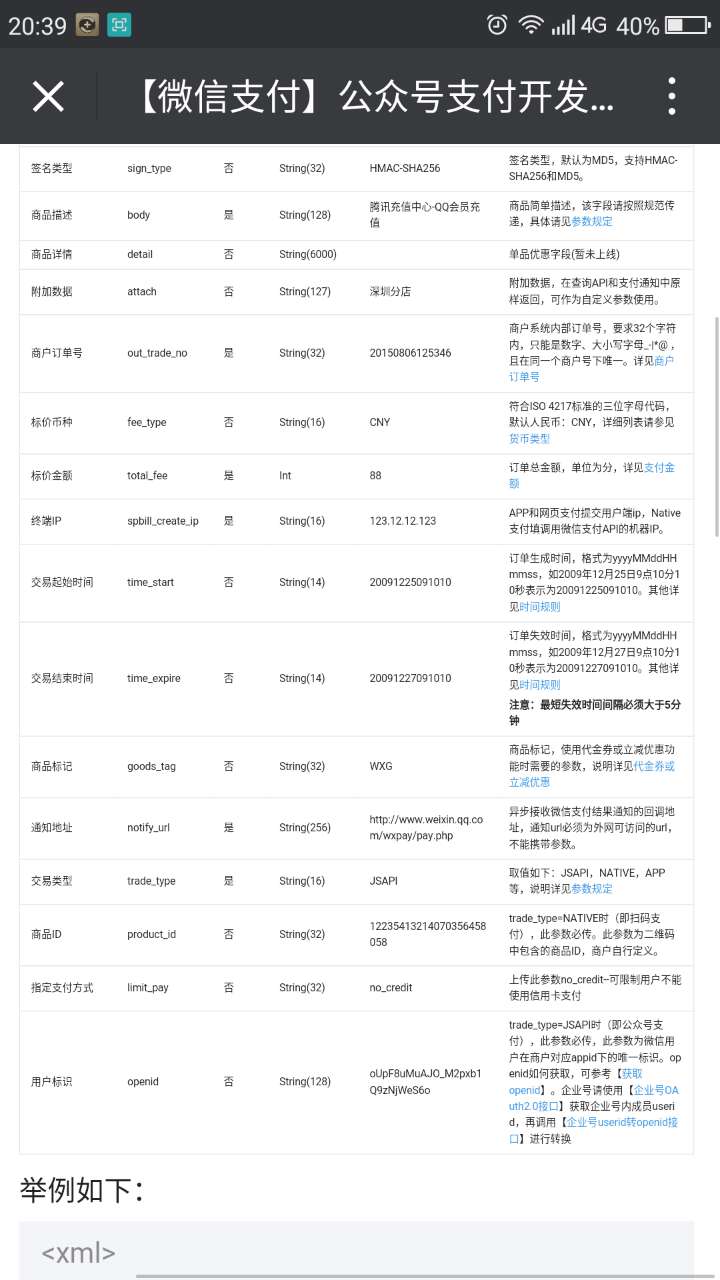 20:39 4G 40%
【微信支付】公众号支付开发...
签名类型 sign_type 否 String(32) HMAC-SHA256 签名类型，默认为MD5，支持HMAC-
SHA256和MD5。
商品描述 body 是 String(128) 腾讯充值中心-QQ会员充
值 商品简单描述，该字段请按照规范传
递，具体请见参数规定
商品详情 detail 否 String(6000) 单品优惠字段(暂未上线)
附加数据 attach 否 String(127) 深圳分店 附加数据，在查询API和支付通知中原
样返回，可作为自定义参数使用。
商户订单号 out_trade_no 是 String(32) 20150806125346 商户系统内部订单号，要求32个字符
内，只能是数字、大小写字母_-|*@ ，
且在同一个商户号下唯一。详见商户
订单号
标价币种 fee_type 否 String(16) CNY 符合ISO 4217标准的三位字母代码，
默认人民币：CNY，详细列表请参见
货币类型
标价金额 total_fee 是 Int 88 订单总金额，单位为分，详见支付金
额
终端IP spbill_create_ip 是 String(16) 123.12.12.123 APP和网页支付提交用户端ip，Native
支付填调用微信支付API的机器IP。
交易起始时间 time_start 否 String(14) 20091225091010 订单生成时间，格式为yyyyMMddHH
mmss，如2009年12月25日9点10分1
0秒表示为20091225091010。其他详
见时间规则
交易结束时间 time_expire 否 String(14) 20091227091010 订单失效时间，格式为yyyyMMddHH
mmss，如2009年12月27日9点10分1
0秒表示为20091227091010。其他详
见时间规则
注意：最短失效时间间隔必须大于5分
钟
商品标记 goods_tag 否 String(32) WXG 商品标记，使用代金券或立减优惠功
能时需要的参数，说明详见代金券或
立减优惠
通知地址 notify_url 是 String(256) http://www.weixin.qq.co
m/wxpay/pay.php 异步接收微信支付结果通知的回调地
址，通知url必须为外网可访问的url，
不能携带参数。
交易类型 trade_type 是 String(16) JSAPI 取值如下：JSAPI，NATIVE，APP
等，说明详见参数规定
商品ID product_id 否 String(32) 12235413214070356458
058 trade_type=NATIVE时（即扫码支
付），此参数必传。此参数为二维码
中包含的商品ID，商户自行定义。
指定支付方式 limit_pay 否 String(32) no_credit 上传此参数no_credit--可限制用户不能
使用信用卡支付
用户标识 openid 否 String(128) oUpF8uMuAJO_M2pxb1
Q9zNjWeS6o trade_type=JSAPI时（即公众号支
付），此参数必传，此参数为微信用
户在商户对应appid下的唯一标识。op
enid如何获取，可参考【获取
openid】。企业号请使用【企业号OA
uth2.0接口】获取企业号内成员useri
d，再调用【企业号userid转openid接
口】进行转换
举例如下：
<xml>